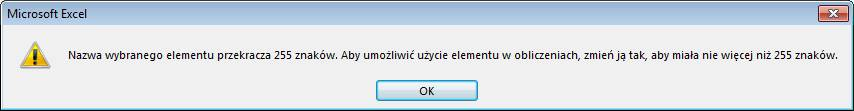 Microsoft Excel
Nazwa wybranego elementu przekracza 255 znaków. Aby umożliwić użycie elementu w obliczeniach, zmień ją tak, aby miała nie więcej niż 255 znaków.
OK